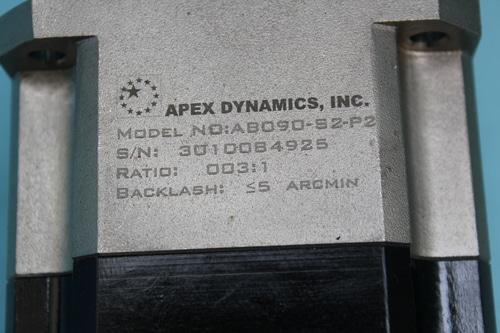 APEX DYNAMICS, INC.
MODEL NO:AB090-S2-P2
S/N: 3010084925
RATIO: 003:1
BACKLASH: ≤5 ARCMIN